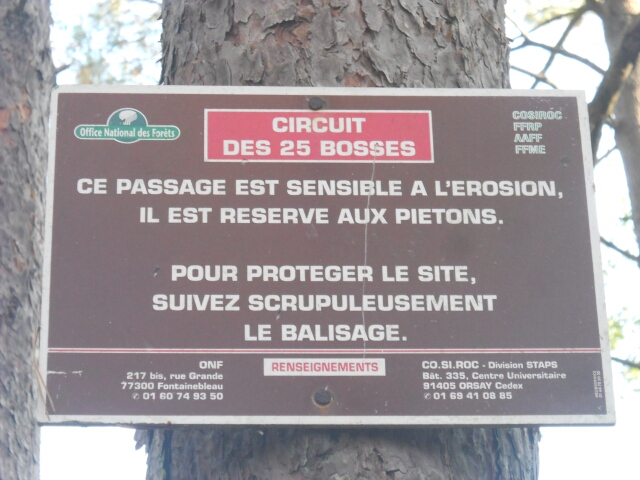 Office National des Forêts
CIRCUIT
DES 25 BOSSES
COSIROC
FFRP
AAFF
FFME
CE PASSAGE EST SENSIBLE A L'EROSION,
IL EST RESERVE AUX PIETONS.
POUR PROTEGER LE SITE,
SUIVEZ SCRUPULEUSEMENT
LE BALISAGE.
RENSEIGNEMENTS
ONF
217 bis, rue Grande
77300 Fontainebleau
✆ 01 60 74 93 50
CO.SI.ROC - Division STAPS
Bât. 335, Centre Universitaire
91405 ORSAY Cedex
✆ 01 69 41 08 85